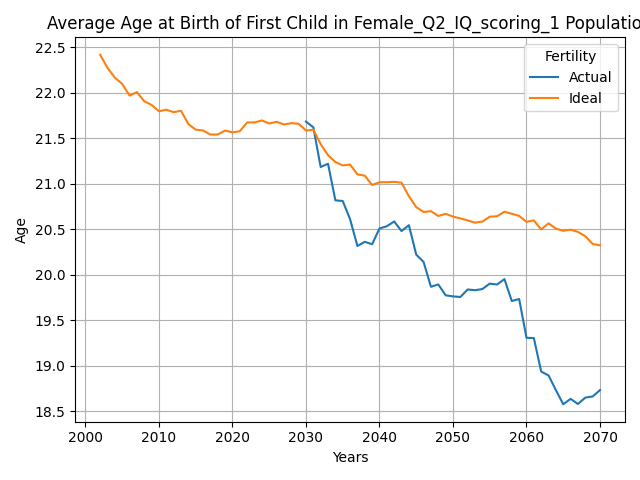 Average Age at Birth of First Child in Female_Q2_IQ_scoring_1 Populatio
22.5
22.0
21.5
21.0
20.5
20.0
19.5
19.0
18.5
Age
Fertility
Actual
Ideal
2000 2010 2020 2030 2040 2050 2060 2070
Years